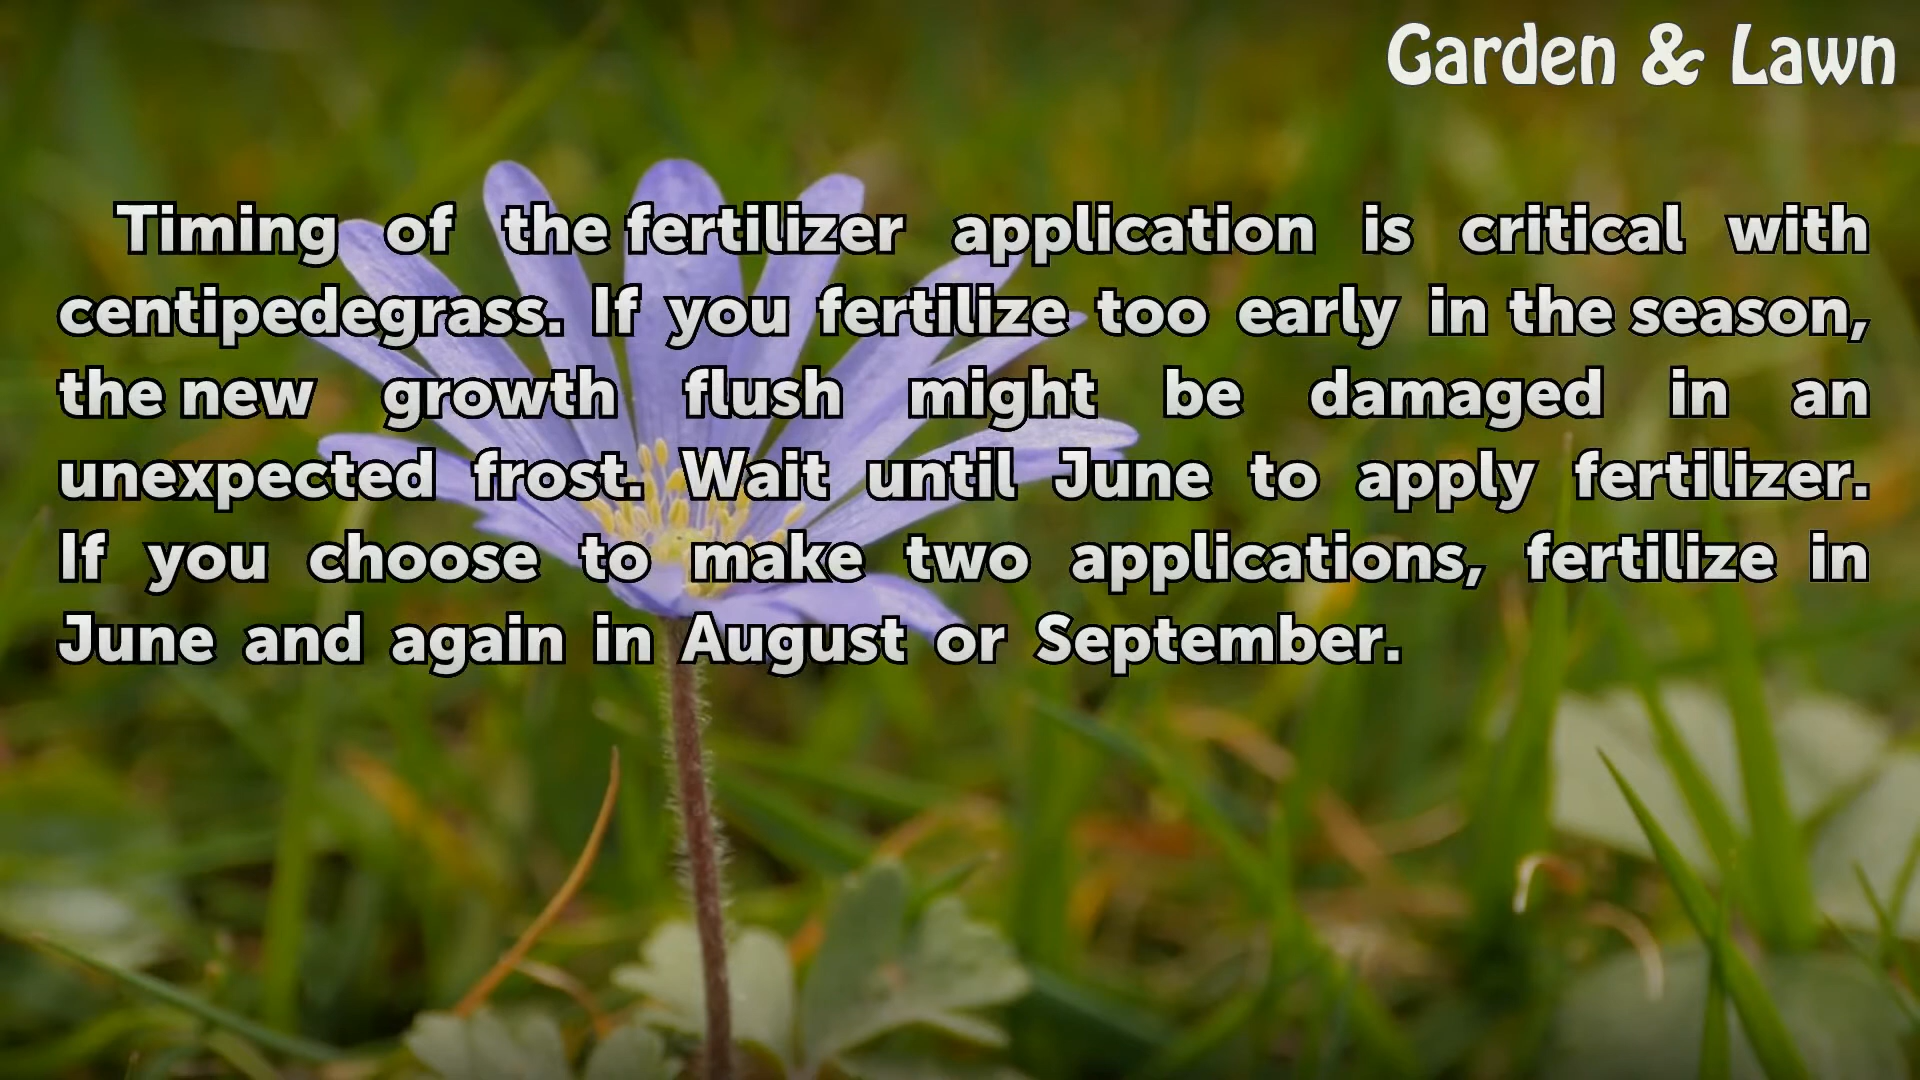 Garden & Lawn
Timing of the fertilizer application is critical with
centipedegrass. If you fertilize too early in the season,
the new growth flush might be damaged in an
unexpected frost. Wait until June to apply fertilizer.
If you choose to make two applications, fertilize in
June and again in August or September.